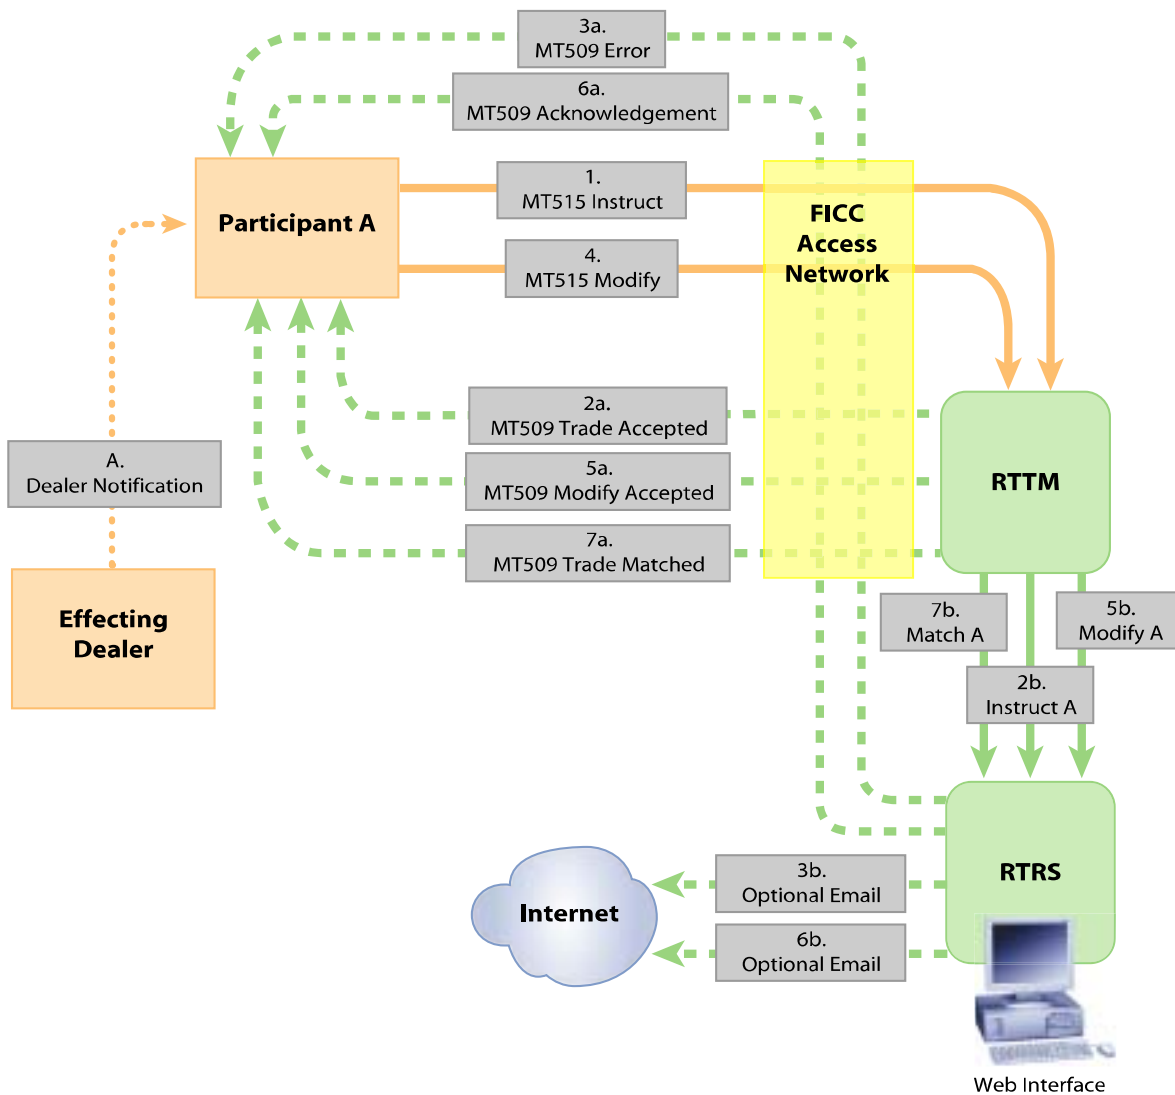 3a.
MT509 Error
6a.
MT509 Acknowledgement
1.
MT515 Instruct
Participant A
FICC
Access
Network
4.
MT515 Modify
2a.
MT509 Trade Accepted
A.
Dealer Notification
5a.
MT509 Modify Accepted
RTTM
7a.
MT509 Trade Matched
Effecting
Dealer
7b.
Match A
5b.
Modify A
2b.
Instruct A
3b.
Optional Email
RTRS
Internet
6b.
Optional Email
Web Interface